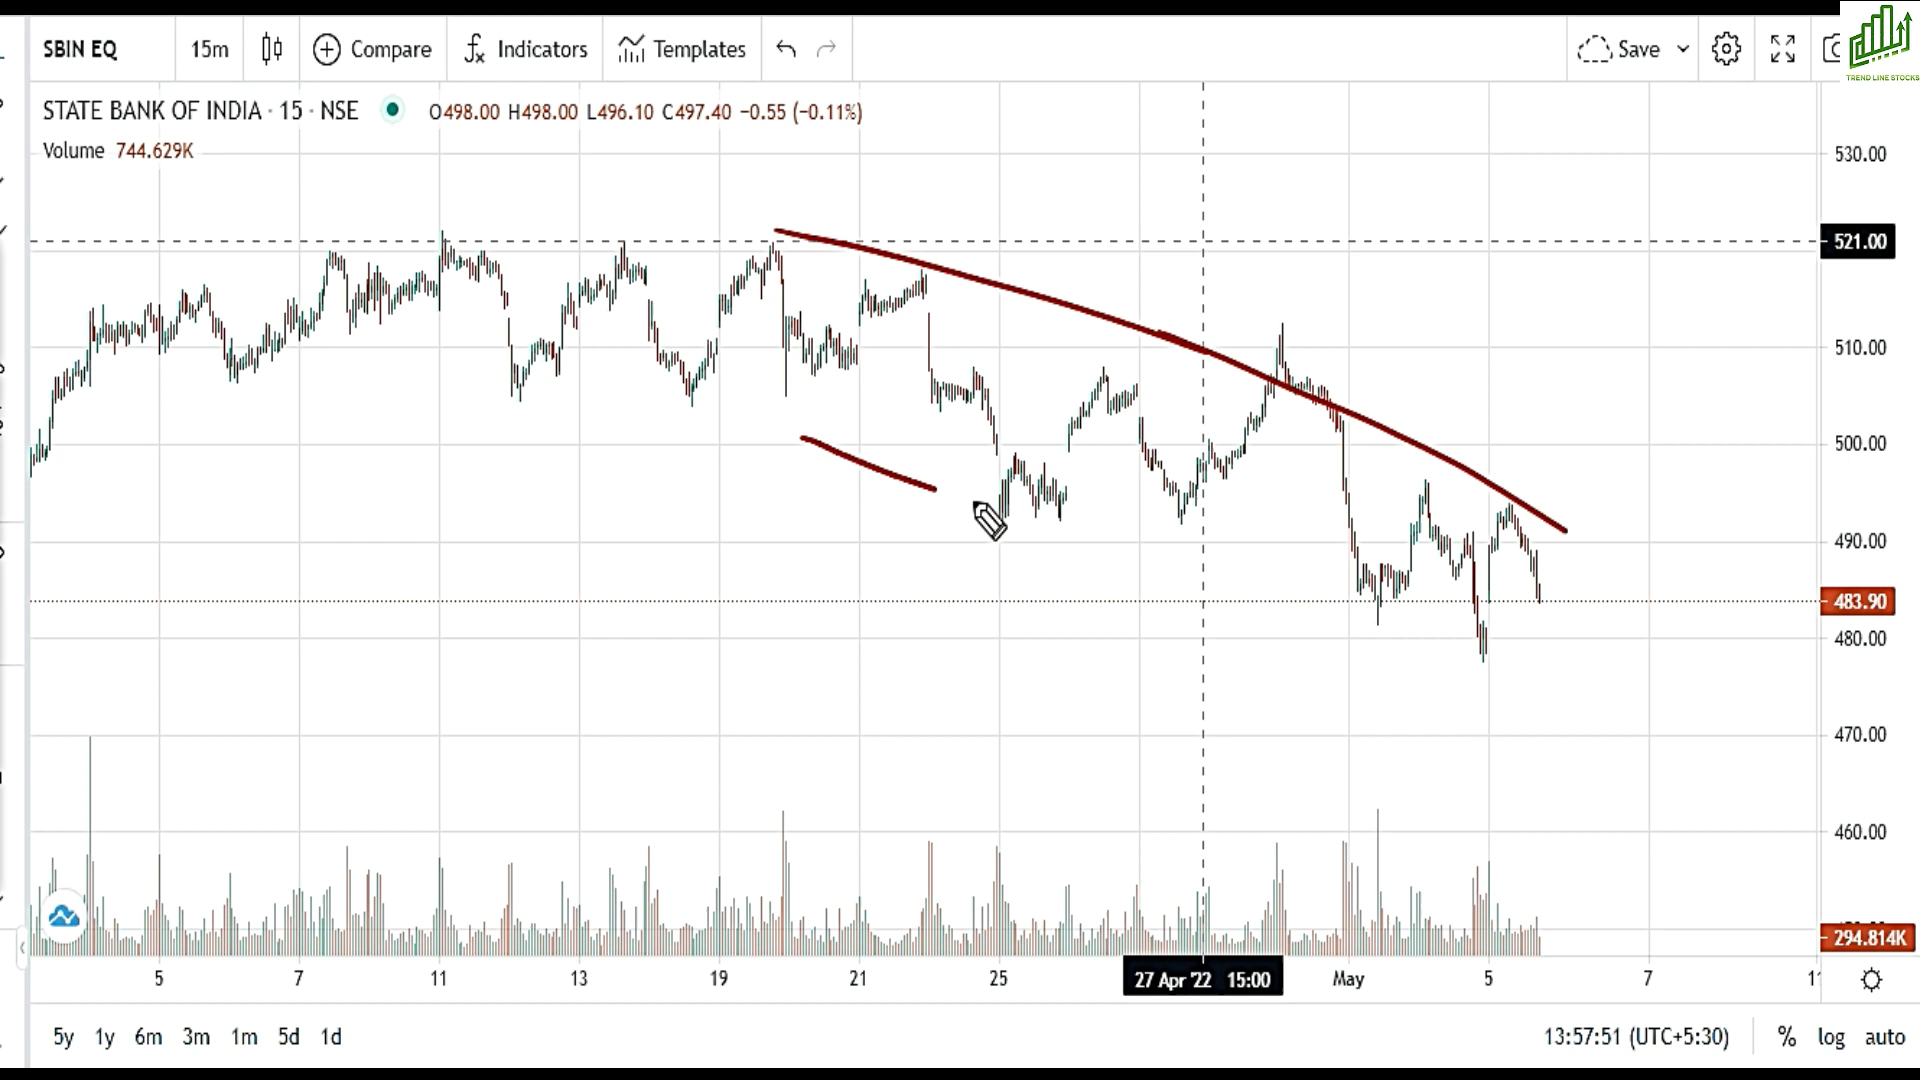 SBIN EQ 15m Compare Indicators Templates Save
TREND LINE STOCKS
STATE BANK OF INDIA · 15 · NSE O498.00 H498.00 L496.10 C497.40 −0.55 (−0.11%)
Volume 744.629K
530.00
521.00
510.00
500.00
490.00
483.90
480.00
470.00
460.00
294.814K
5 7 11 13 19 21 25 27 Apr '22 15:00 May 5 7
5y 1y 6m 3m 1m 5d 1d 13:57:51 (UTC+5:30) % log auto